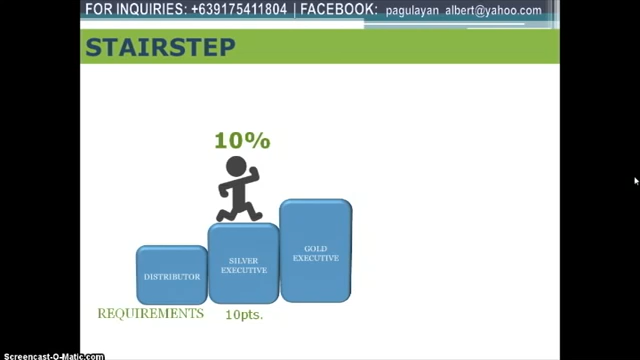 FOR INQUIRIES: +639175411804 | FACEBOOK: pagulayan albert@yahoo.com
STAIRSTEP
10%
GOLD
EXECUTIVE
SILVER
EXECUTIVE
DISTRIBUTOR
REQUIREMENTS 10pts.
Screencast-O-Matic.com